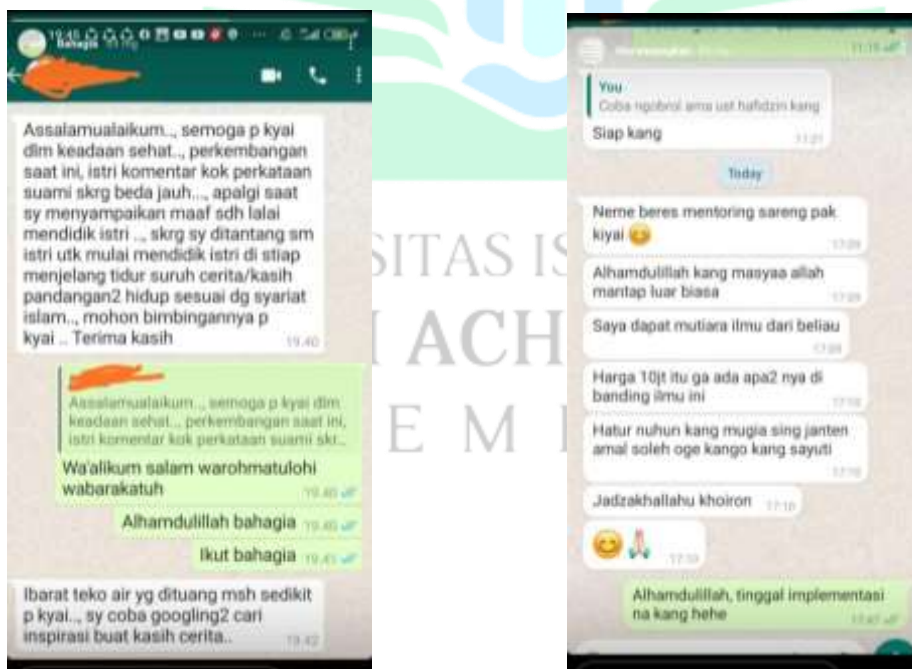 19.45
Bahagia
Assalamualaikum.., semoga p kyai
dlm keadaan sehat.., perkembangan
saat ini, istri komentar kok perkataan
suami skrg beda jauh..., apalgi saat
sy menyampaikan maaf sdh lalai
mendidik istri .., skrg sy ditantang sm
istri utk mulai mendidik istri di stiap
menjelang tidur suruh cerita/kasih
pandangan2 hidup sesuai dg syariat
islam.., mohon bimbingannya p
kyai .. Terima kasih
19.40
Assalamualaikum.., semoga p kyai dlm
keadaan sehat.., perkembangan saat ini,
istri komentar kok perkataan suami skr...
Wa'alikum salam warohmatulohi
wabarakatuh
19.40
Alhamdulillah bahagia 19.40
Ikut bahagia 19.41
Ibarat teko air yg dituang msh sedikit
p kyai.., sy coba googling2 cari
inspirasi buat kasih cerita..
19.42
You
Coba ngobrol ama ust hafidzin kang
Siap kang
11:21
Today
Neme beres mentoring sareng pak
kiyai 😊
17:09
Alhamdulillah kang masyaa allah
mantap luar biasa
17:09
Saya dapat mutiara ilmu dari beliau
17:09
Harga 10jt itu ga ada apa2 nya di
banding ilmu ini
17:10
Hatur nuhun kang mugia sing janten
amal soleh oge kango kang sayuti
17:10
Jadzakhallahu khoiron 17:10
😊🙏
17:10
Alhamdulillah, tinggal implementasi
na kang hehe
SITAS IS
ACH
E M